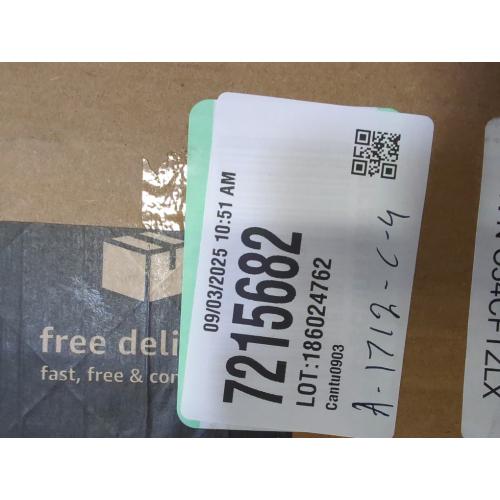 09/03/2025 10:51 AM
7215682
LOT:186024762
Cantu0903
A-1712-C-4
free deli
fast, free & con